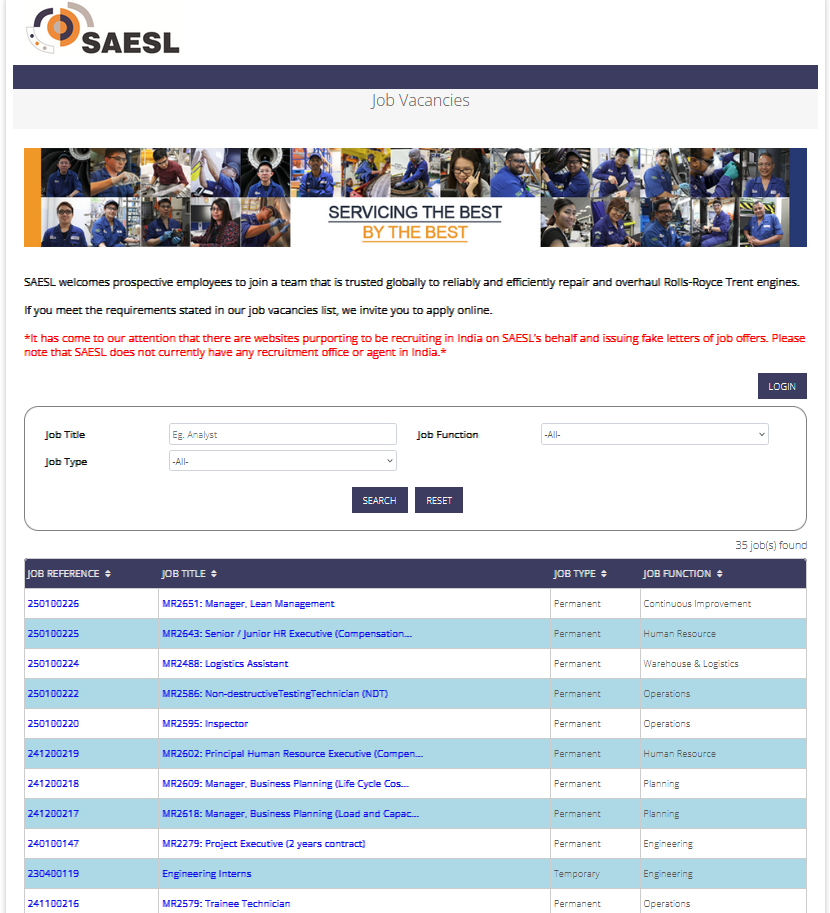 SAESL
Job Vacancies
SERVICING THE BEST
BY THE BEST
SAESL welcomes prospective employees to join a team that is trusted globally to reliably and efficiently repair and overhaul Rolls-Royce Trent engines.
If you meet the requirements stated in our job vacancies list, we invite you to apply online.
*It has come to our attention that there are websites purporting to be recruiting in India on SAESL's behalf and issuing fake letters of job offers. Please
note that SAESL does not currently have any recruitment office or agent in India.*
LOGIN
Job Title Eg. Analyst Job Function -All-
Job Type -All-
SEARCH RESET
35 job(s) found
JOB REFERENCE JOB TITLE JOB TYPE JOB FUNCTION
250100226 MR2651: Manager, Lean Management Permanent Continuous Improvement
250100225 MR2643: Senior / Junior HR Executive (Compensation... Permanent Human Resource
250100224 MR2488: Logistics Assistant Permanent Warehouse & Logistics
250100222 MR2586: Non-destructiveTestingTechnician (NDT) Permanent Operations
250100220 MR2595: Inspector Permanent Operations
241200219 MR2602: Principal Human Resource Executive (Compen... Permanent Human Resource
241200218 MR2609: Manager, Business Planning (Life Cycle Cos... Permanent Planning
241200217 MR2618: Manager, Business Planning (Load and Capac... Permanent Planning
240100147 MR2279: Project Executive (2 years contract) Permanent Engineering
230400119 Engineering Interns Temporary Engineering
241100216 MR2579: Trainee Technician Permanent Operations